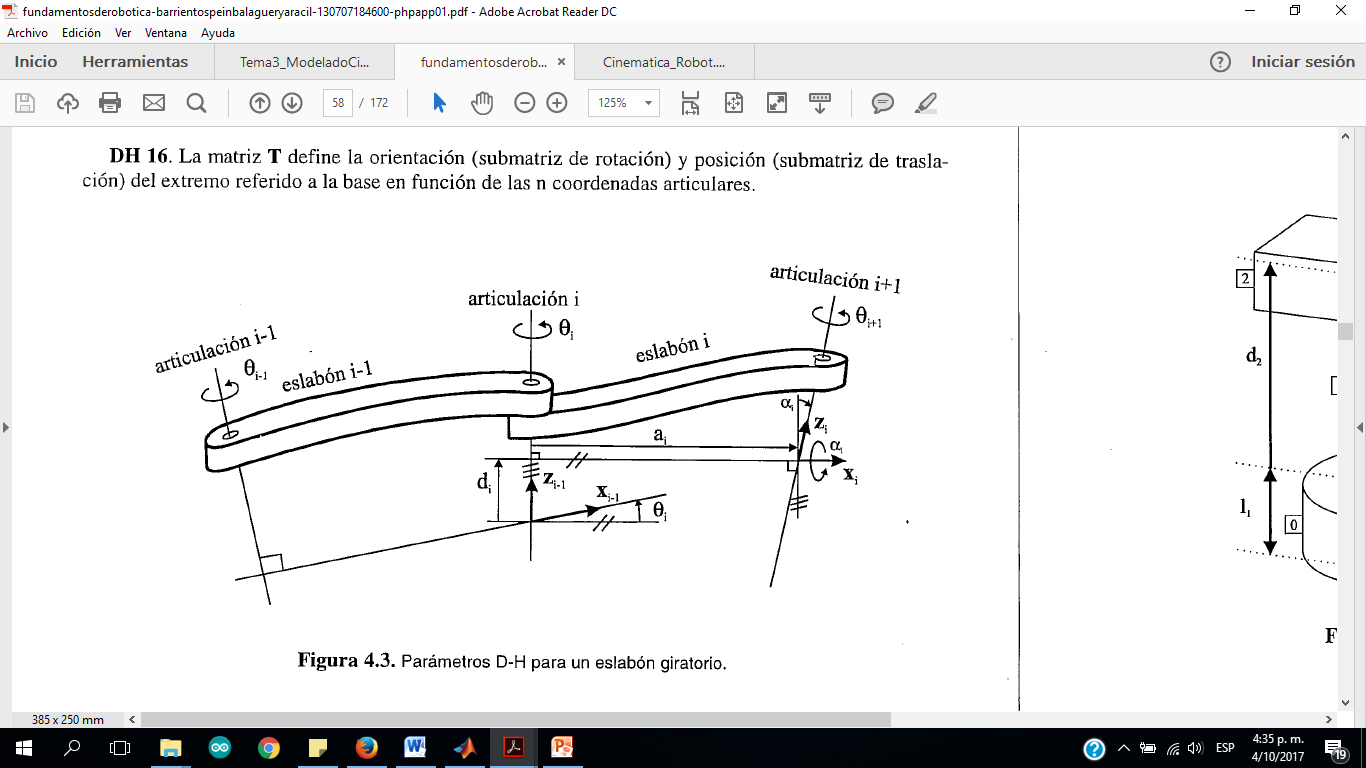 fundamentosderobotica-barrientospeinbalagueryaracil-130707184600-phpapp01.pdf - Adobe Acrobat Reader DC
Archivo Edición Ver Ventana Ayuda
Inicio Herramientas Tema3_ModeladoCi... fundamentosderob... × Cinematica_Robot.... ? Iniciar sesión
58 / 172 125%
DH 16. La matriz T define la orientación (submatriz de rotación) y posición (submatriz de trasla-
ción) del extremo referido a la base en función de las n coordenadas articulares.
articulación i-1
θi-1
eslabón i-1
articulación i
θi
eslabón i
articulación i+1
θi+1
αi
zi
ai
αi
xi
di
zi-1
xi-1
θi
Figura 4.3. Parámetros D-H para un eslabón giratorio.
2
d2
l1
0
F
385 x 250 mm
ESP
4:35 p. m.
4/10/2017
19